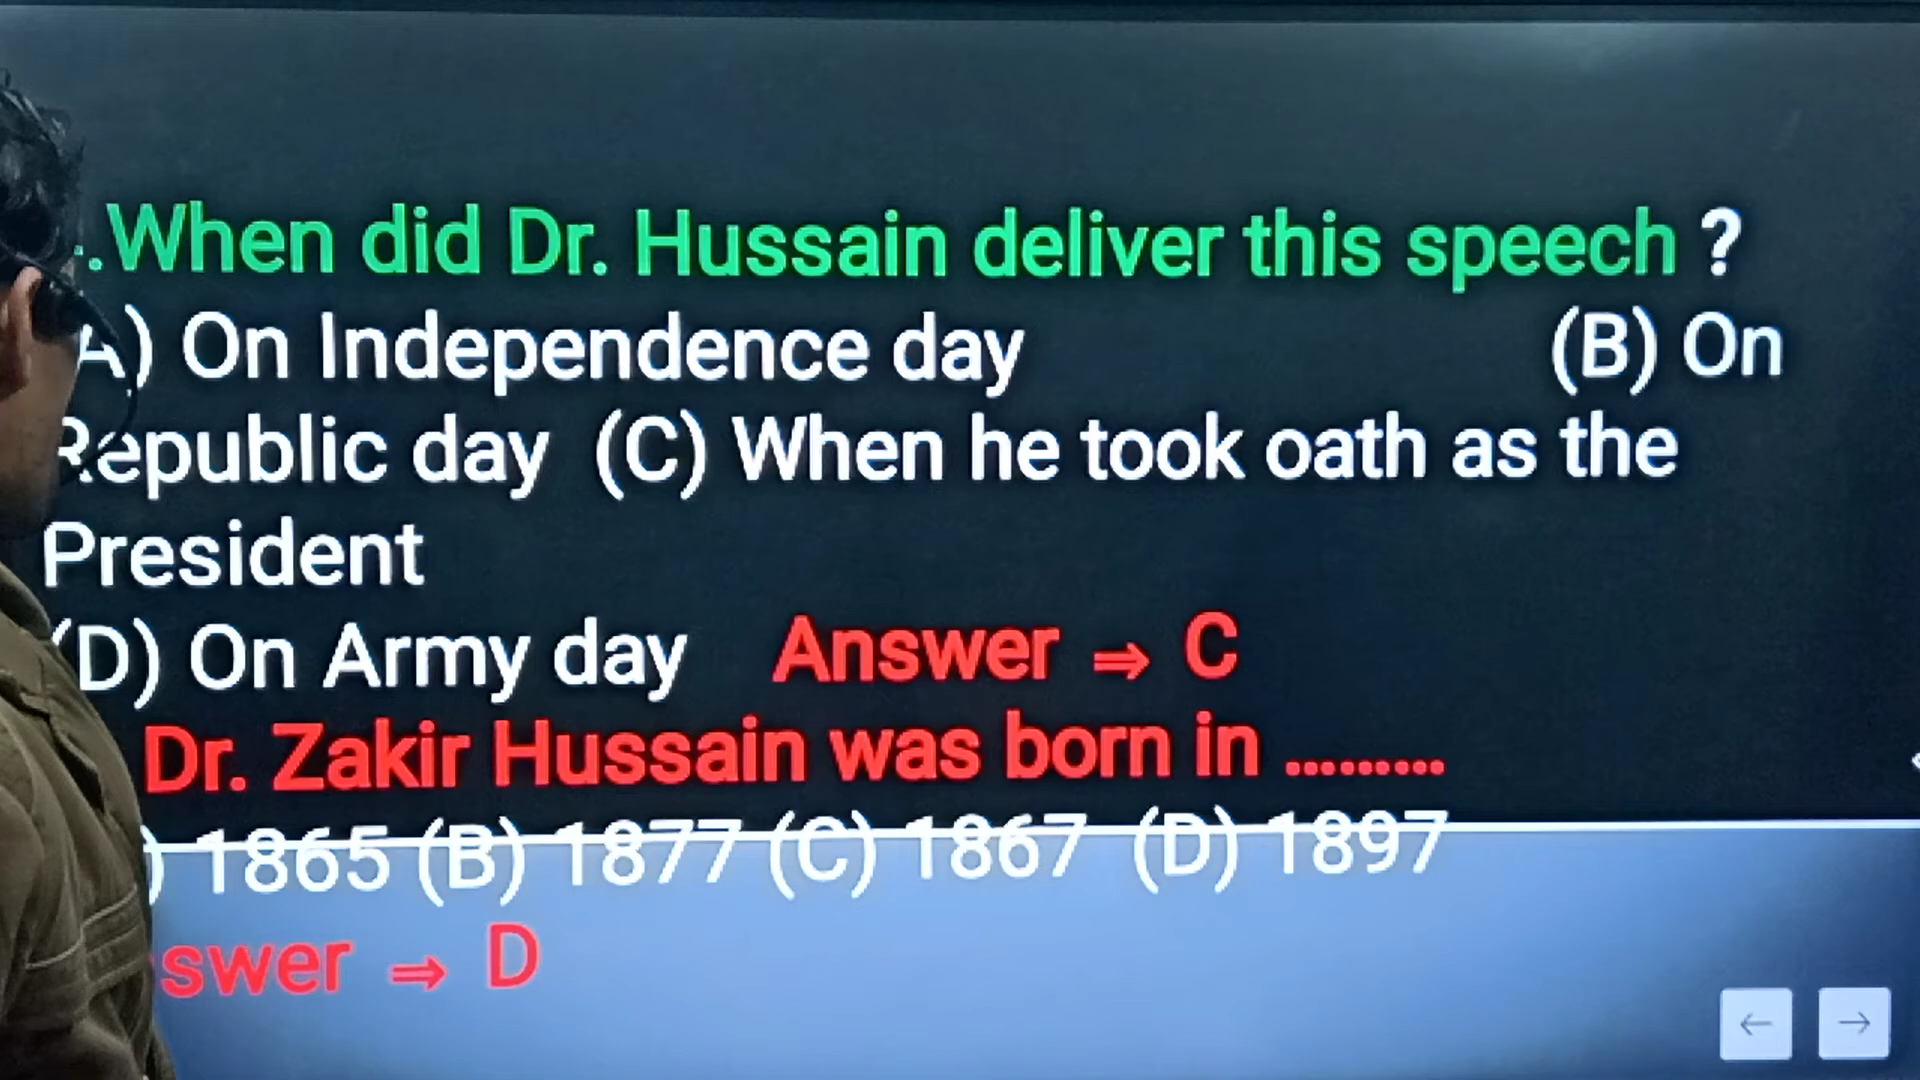 .When did Dr. Hussain deliver this speech ?
A) On Independence day (B) On
Republic day (C) When he took oath as the
President
(D) On Army day Answer ⇒ C
Dr. Zakir Hussain was born in .........
) 1865 (B) 1877 (C) 1867 (D) 1897
swer ⇒ D